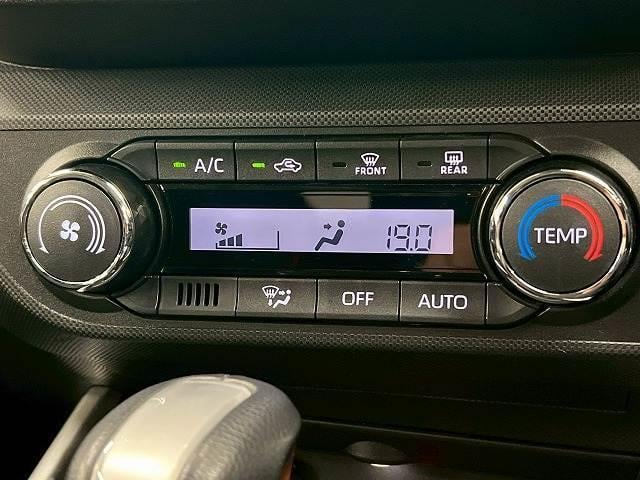 A/C
FRONT
REAR
19.0
TEMP
OFF
AUTO